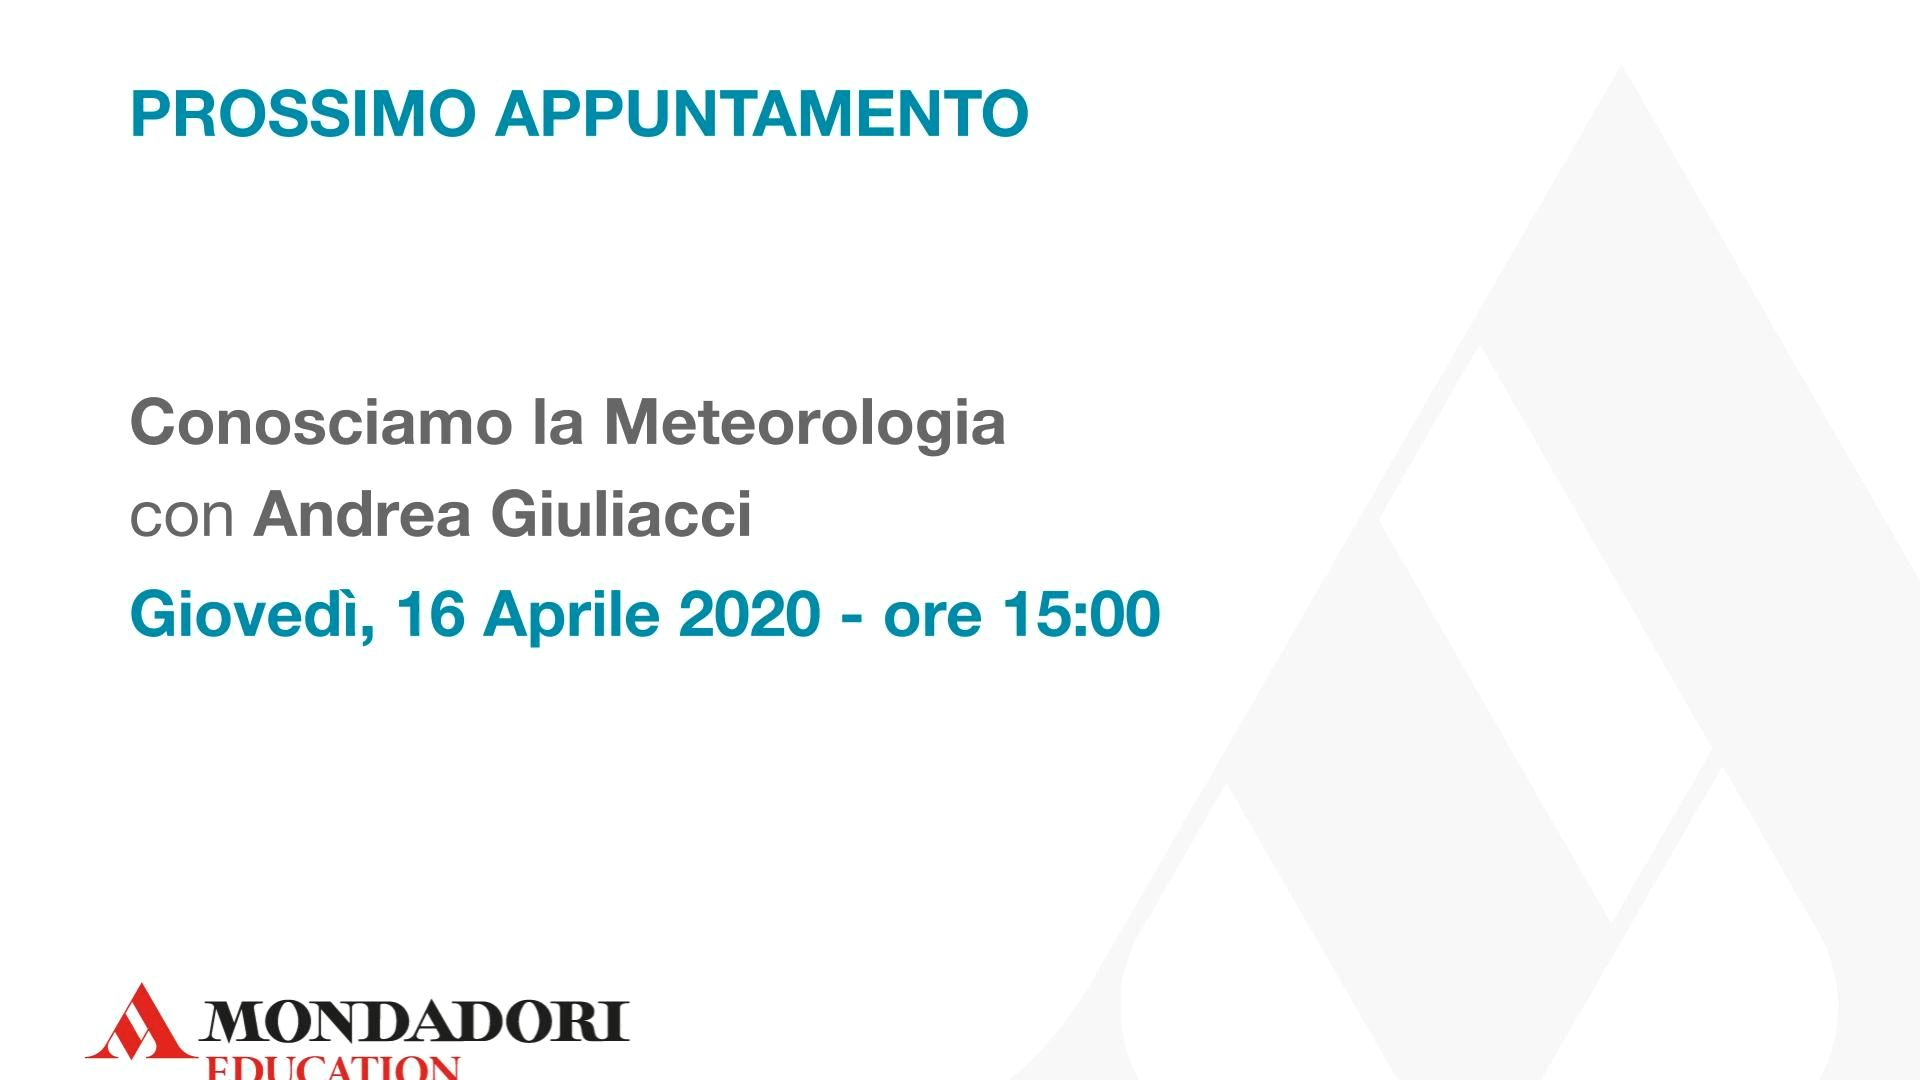 PROSSIMO APPUNTAMENTO
Conosciamo la Meteorologia
con Andrea Giuliacci
Giovedì, 16 Aprile 2020 - ore 15:00
MONDADORI
EDUCATION